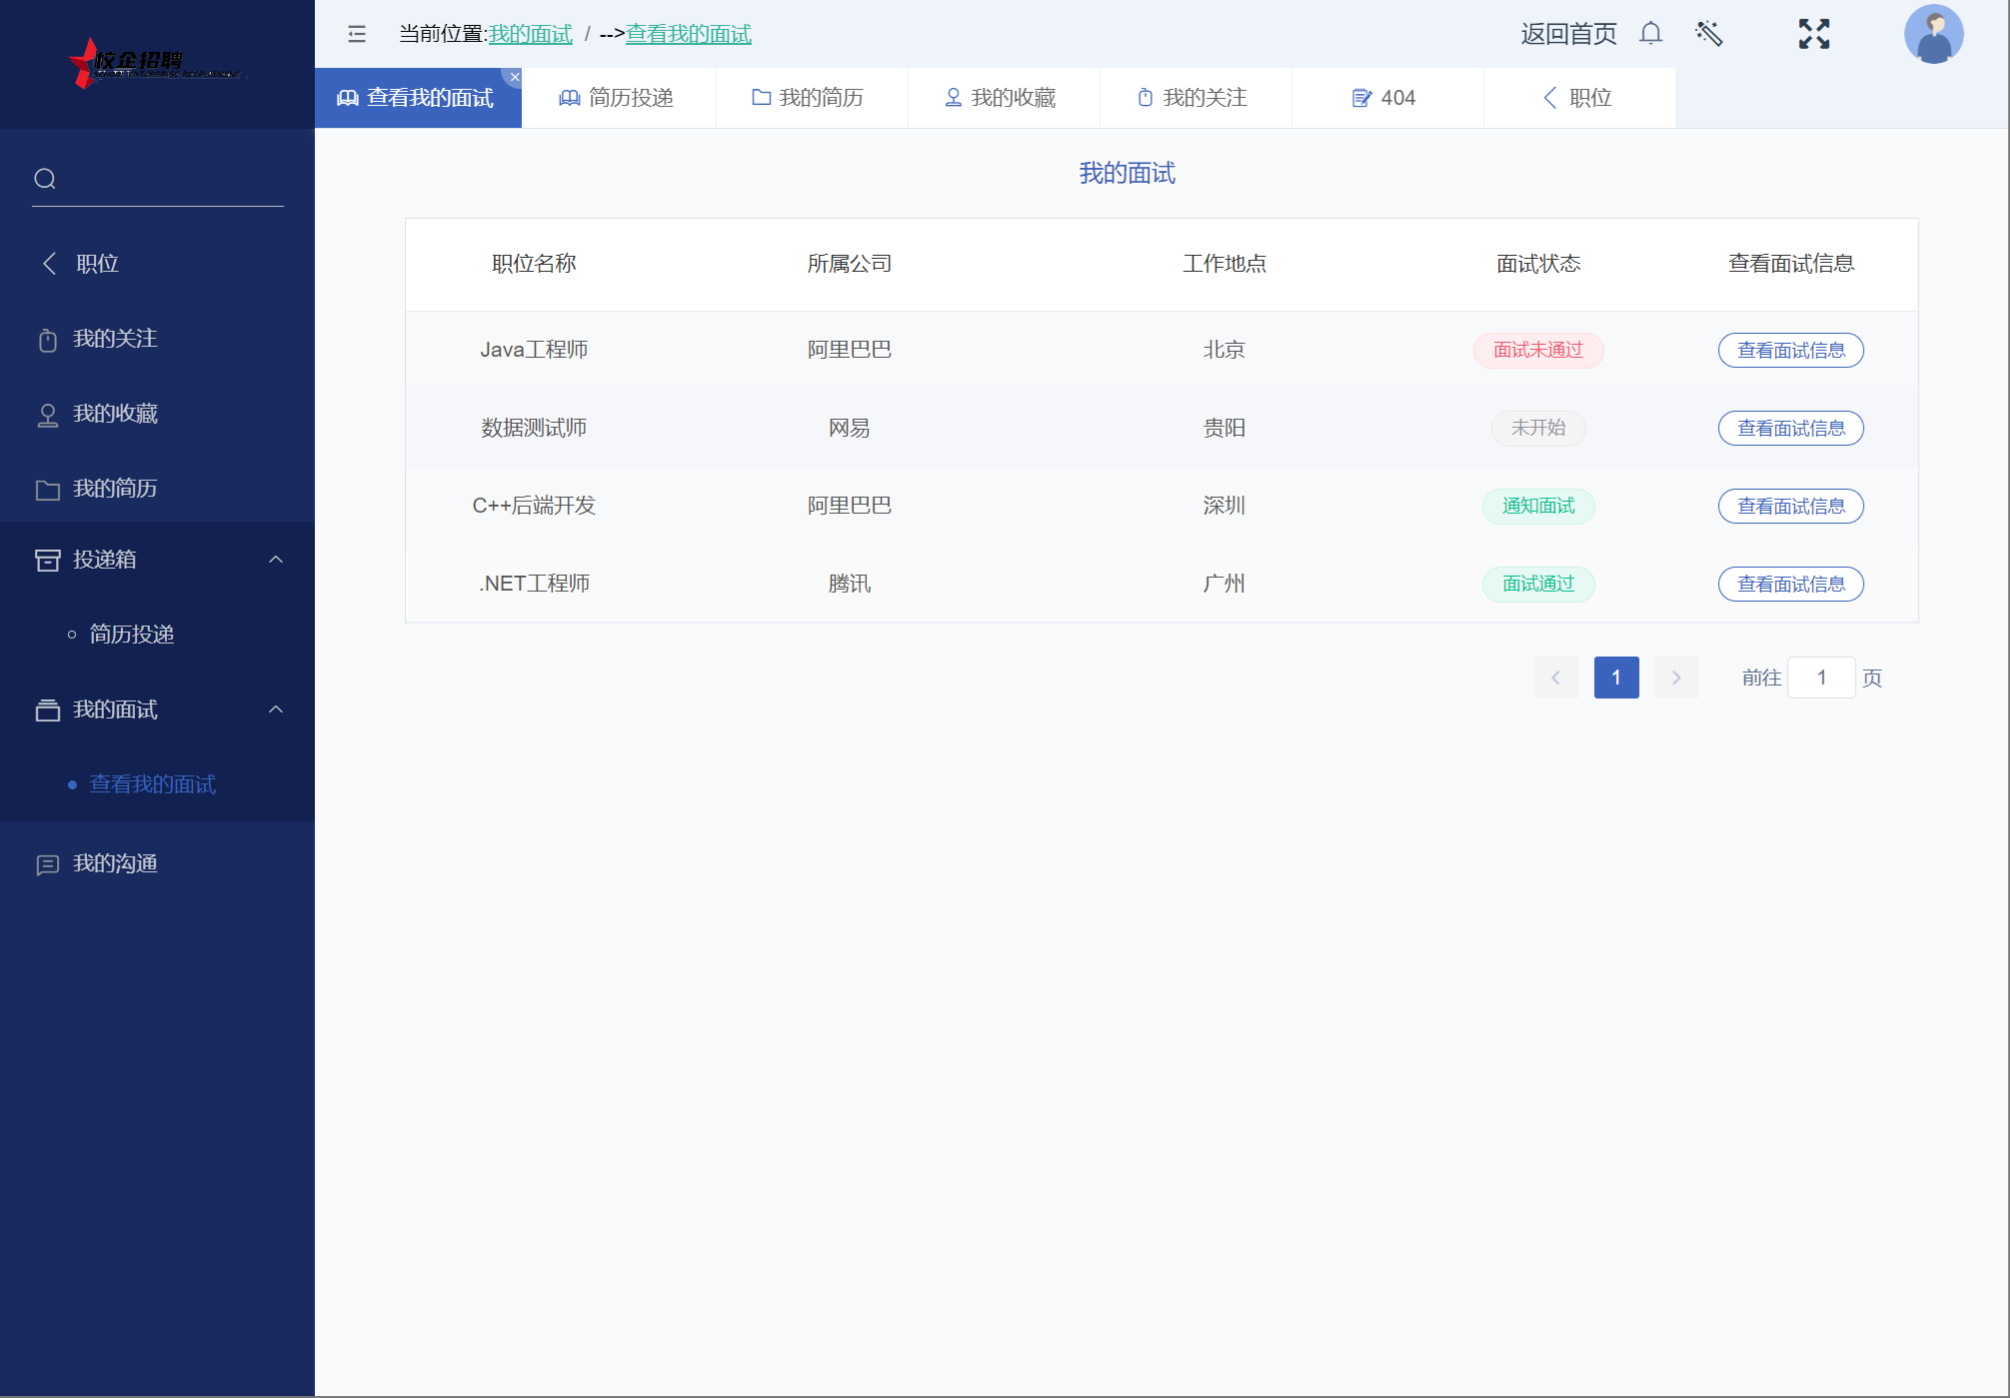 校企招聘
当前位置:我的面试 / -->查看我的面试
返回首页
查看我的面试
简历投递
我的简历
我的收藏
我的关注
404
职位
职位
我的关注
我的收藏
我的简历
投递箱
简历投递
我的面试
查看我的面试
我的沟通
我的面试
职位名称 所属公司 工作地点 面试状态 查看面试信息
Java工程师 阿里巴巴 北京 面试未通过 查看面试信息
数据测试师 网易 贵阳 未开始 查看面试信息
C++后端开发 阿里巴巴 深圳 通知面试 查看面试信息
.NET工程师 腾讯 广州 面试通过 查看面试信息
1 前往 1 页